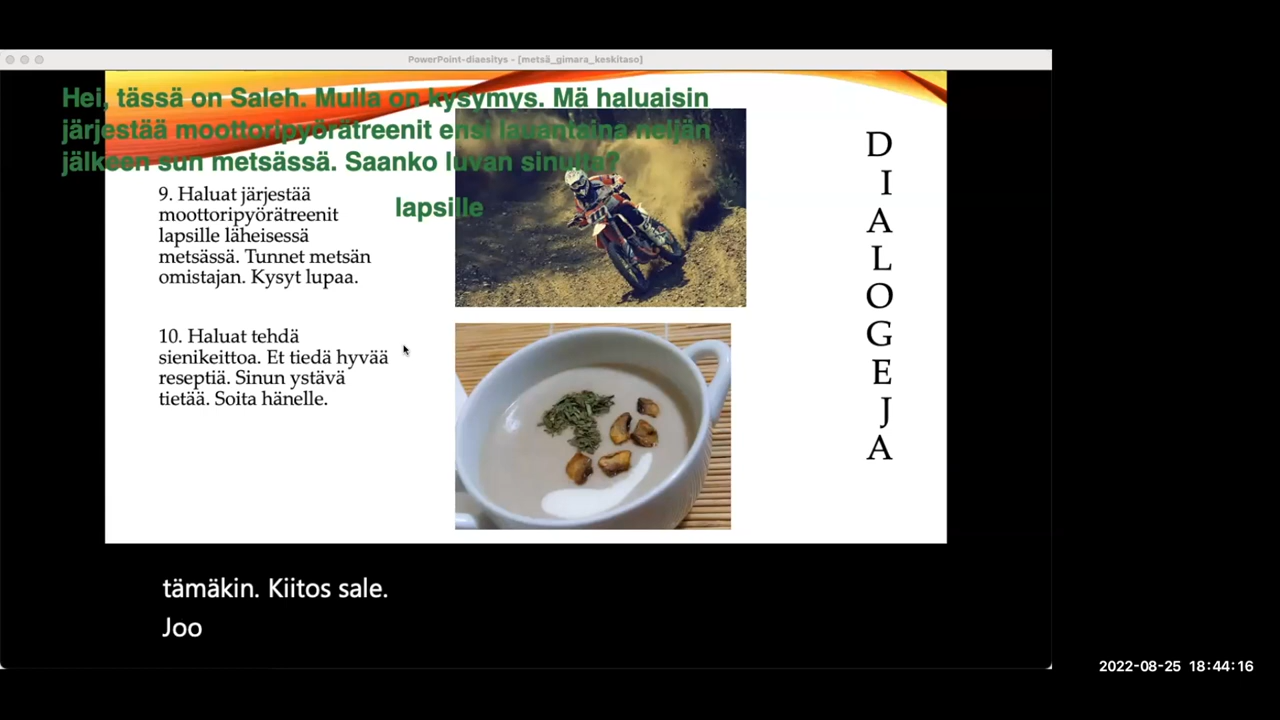 PowerPoint-diaesitys - [metsä_gimara_keskitaso]
Hei, tässä on Saleh. Mulla on kysymys. Mä haluaisin
järjestää moottoripyörätreenit ensi lauantaina neljän
jälkeen sun metsässä. Saanko luvan sinulta?
lapsille
9. Haluat järjestää
moottoripyörätreenit
lapsille läheisessä
metsässä. Tunnet metsän
omistajan. Kysyt lupaa.
10. Haluat tehdä
sienikeittoa. Et tiedä hyvää
reseptiä. Sinun ystävä
tietää. Soita hänelle.
D
I
A
L
O
G
E
J
A
tämäkin. Kiitos sale.
Joo
2022-08-25 18:44:16